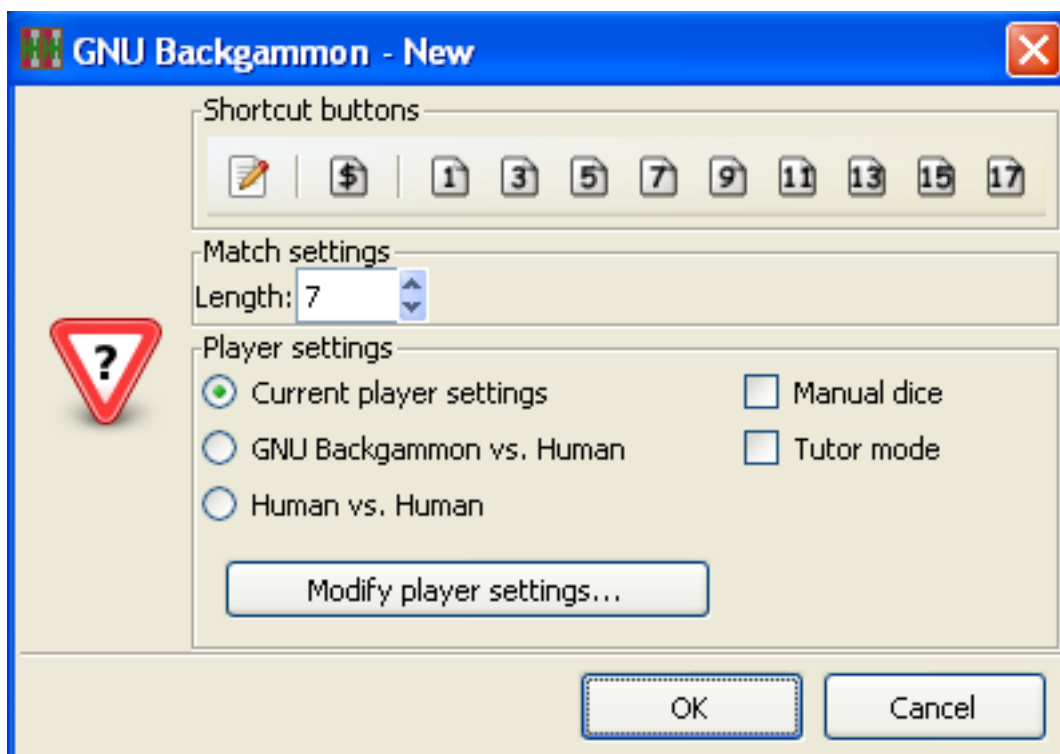 GNU Backgammon - New
Shortcut buttons
$ 1 3 5 7 9 11 13 15 17
Match settings
Length: 7
?
Player settings
Current player settings
Manual dice
GNU Backgammon vs. Human
Tutor mode
Human vs. Human
Modify player settings...
OK
Cancel